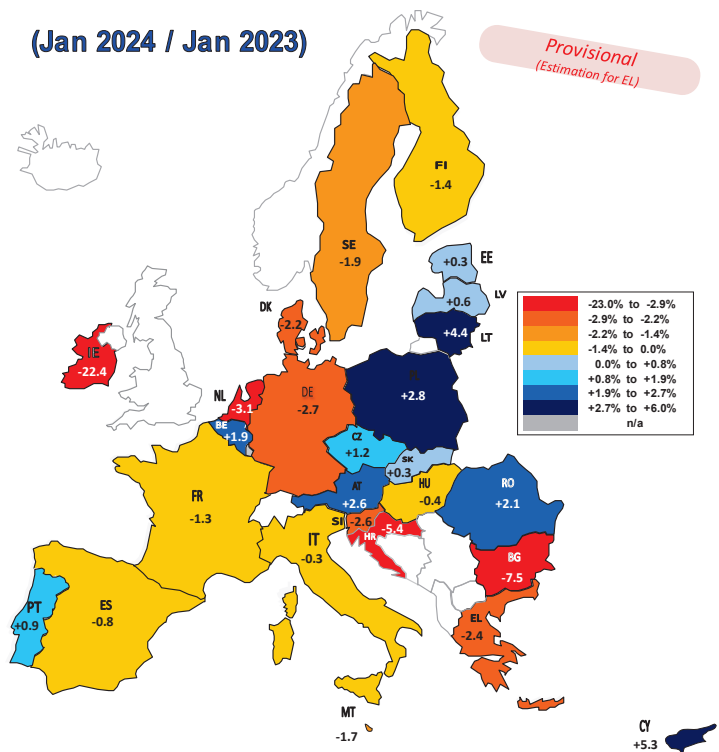 (Jan 2024 / Jan 2023)
Provisional
(Estimation for EL)
FI
-1.4
SE
-1.9
EE
+0.3
LV
+0.6
LT
+4.4
DK
-2.2
IE
-22.4
NL
-3.1
BE
+1.9
DE
-2.7
PL
+2.8
CZ
+1.2
SK
+0.3
AT
+2.6
HU
-0.4
RO
+2.1
FR
-1.3
SI
-2.6
HR
-5.4
IT
-0.3
BG
-7.5
PT
+0.9
ES
-0.8
EL
-2.4
MT
-1.7
CY
+5.3
-23.0% to -2.9%
-2.9% to -2.2%
-2.2% to -1.4%
-1.4% to 0.0%
0.0% to +0.8%
+0.8% to +1.9%
+1.9% to +2.7%
+2.7% to +6.0%
n/a